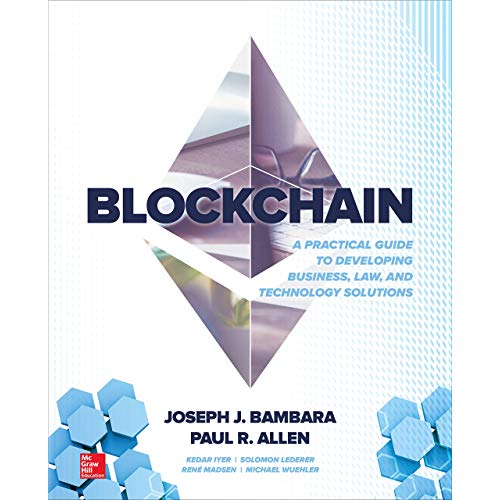 BLOCKCHAIN
A PRACTICAL GUIDE
TO DEVELOPING
BUSINESS, LAW, AND
TECHNOLOGY SOLUTIONS
JOSEPH J. BAMBARA
PAUL R. ALLEN
KEDAR IYER | SOLOMON LEDERER
RENÉ MADSEN | MICHAEL WUEHLER
Mc
Graw
Hill
Education